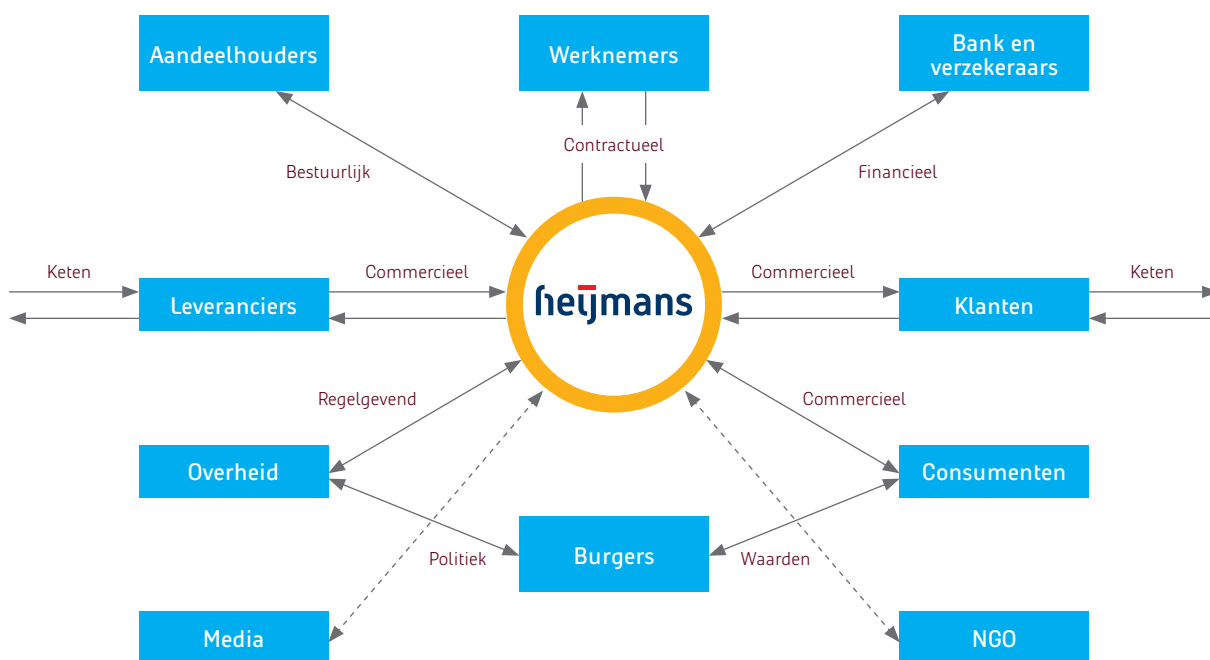 Aandeelhouders
Werknemers
Bank en
verzekeraars
Contractueel
Bestuurlijk
Financieel
Keten
Commercieel
Commercieel
Keten
Leveranciers
heijmans
Klanten
Regelgevend
Commercieel
Overheid
Consumenten
Politiek
Burgers
Waarden
Media
NGO